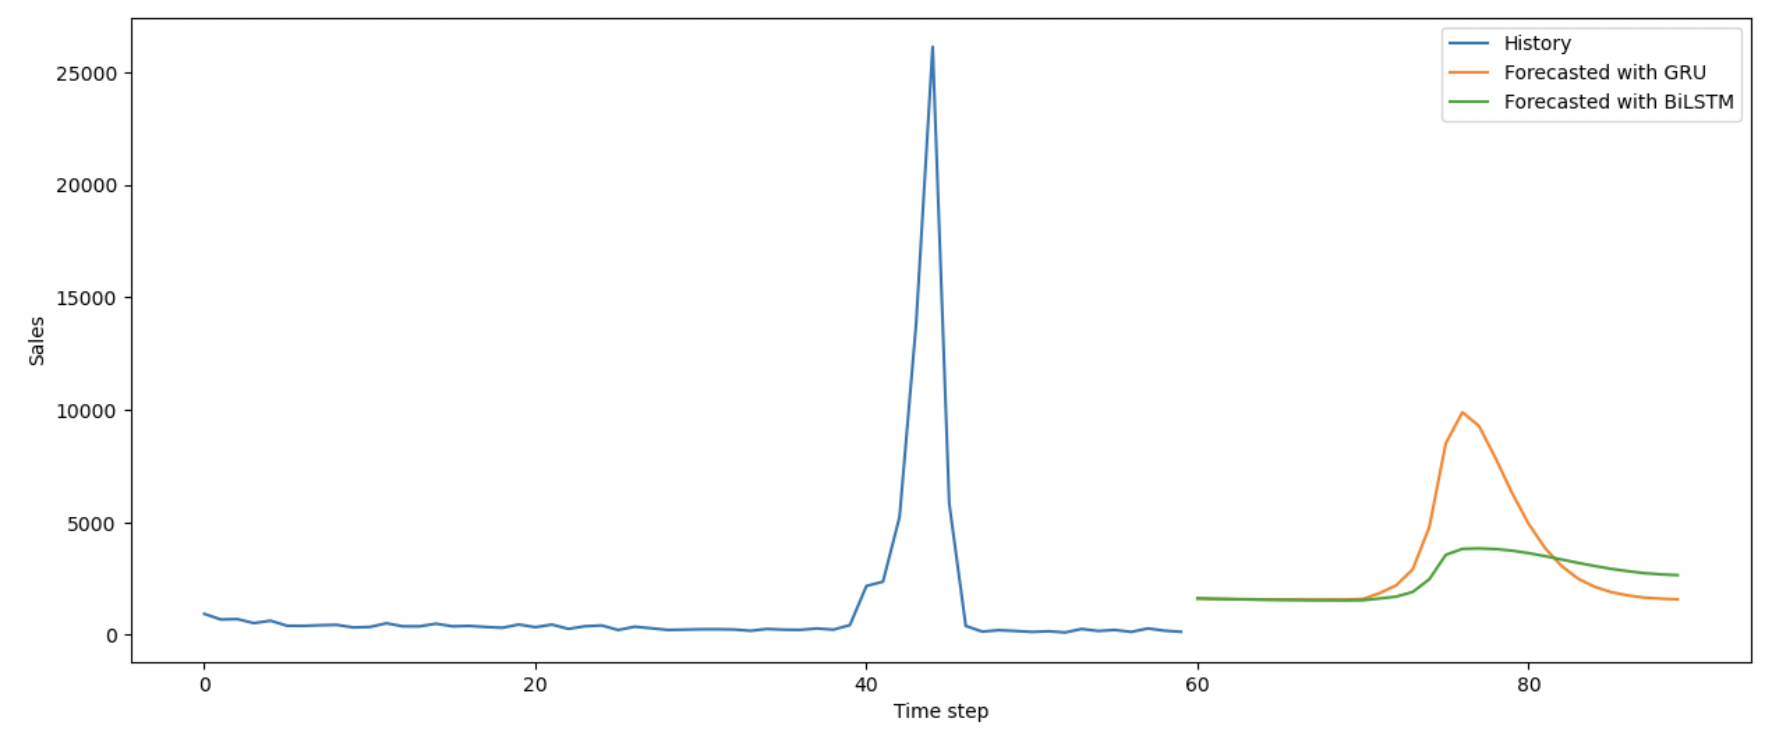 History
Forecasted with GRU
Forecasted with BiLSTM
25000
20000
15000
10000
5000
0
Sales
0 20 40 60 80
Time step